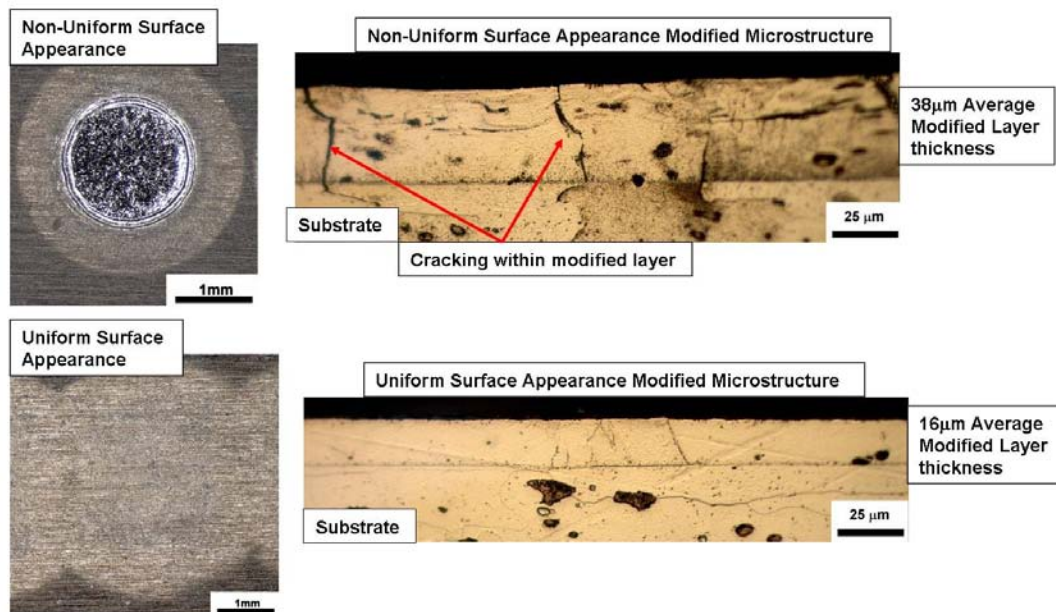 Non-Uniform Surface
Appearance
1mm
Non-Uniform Surface Appearance Modified Microstructure
38μm Average
Modified Layer
thickness
Substrate
25 μm
Cracking within modified layer
Uniform Surface
Appearance
1mm
Uniform Surface Appearance Modified Microstructure
16μm Average
Modified Layer
thickness
Substrate
25 μm